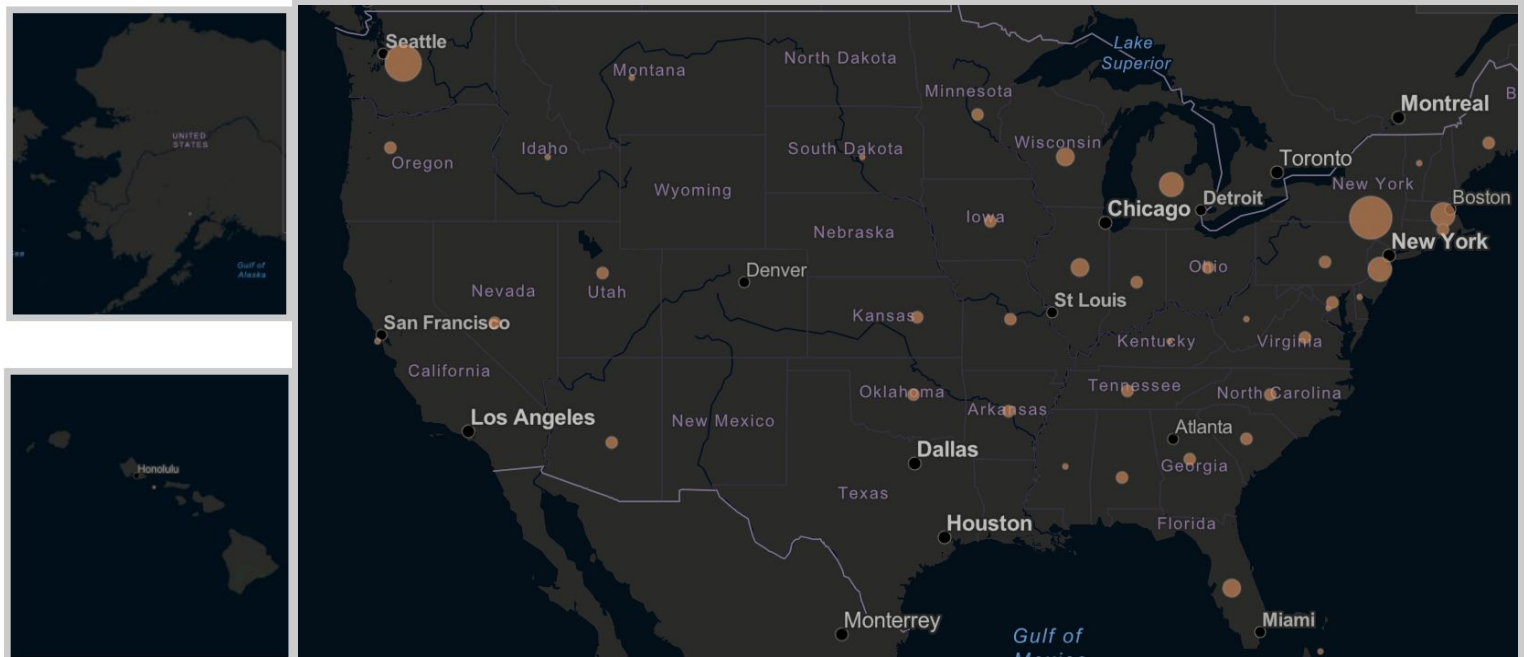 UNITED
STATES
Gulf of
Alaska
Honolulu
Seattle
Montana
North Dakota
Lake
Superior
Minnesota
Montreal
B
Oregon
Idaho
South Dakota
Wisconsin
Toronto
Wyoming
New York
Iowa
Chicago
Detroit
Boston
Nebraska
New York
Denver
Ohio
Nevada
Utah
St Louis
San Francisco
Kansas
Kentucky
Virginia
California
Oklahoma
Tennessee
North Carolina
Los Angeles
New Mexico
Arkansas
Atlanta
Dallas
Georgia
Texas
Houston
Florida
Monterrey
Miami
Gulf of
Mexico